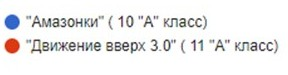 "Амазонки" ( 10 "А" класс)
"Движение вверх 3.0" ( 11 "А" класс)